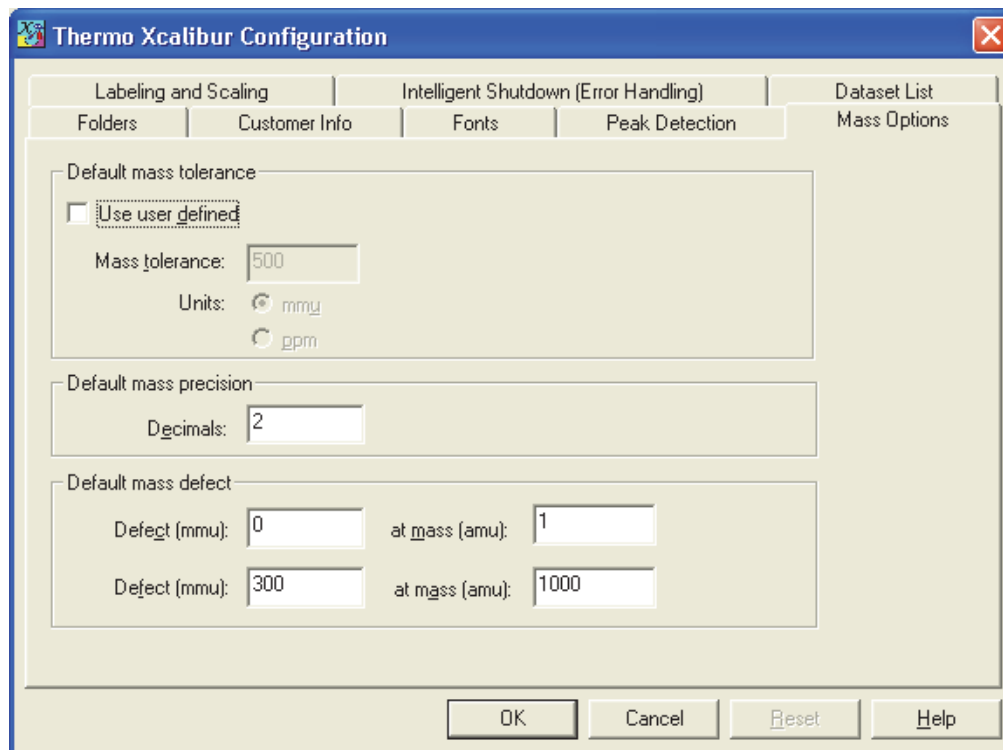 Thermo Xcalibur Configuration
Labeling and Scaling Intelligent Shutdown (Error Handling) Dataset List
Folders Customer Info Fonts Peak Detection Mass Options
Default mass tolerance
Use user defined
Mass tolerance: 500
Units: mmu
ppm
Default mass precision
Decimals: 2
Default mass defect
Defect (mmu): 0 at mass (amu): 1
Defect (mmu): 300 at mass (amu): 1000
OK Cancel Reset Help